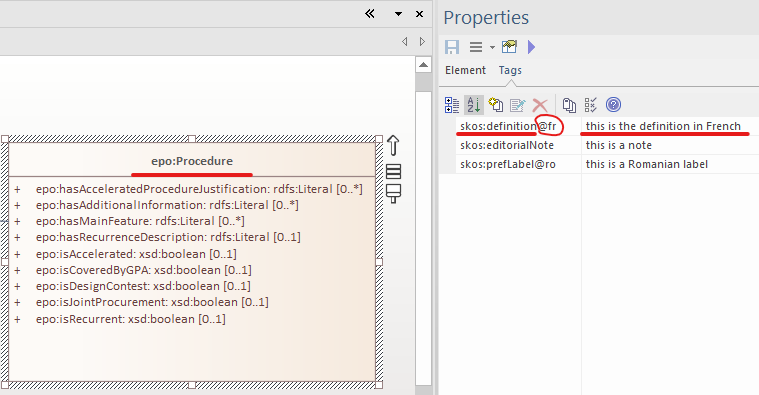 Properties
Element Tags
epo:Procedure
+ epo:hasAcceleratedProcedureJustification: rdfs:Literal [0..*]
+ epo:hasAdditionalInformation: rdfs:Literal [0..*]
+ epo:hasMainFeature: rdfs:Literal [0..*]
+ epo:hasRecurrenceDescription: rdfs:Literal [0..1]
+ epo:isAccelerated: xsd:boolean [0..1]
+ epo:isCoveredByGPA: xsd:boolean [0..1]
+ epo:isDesignContest: xsd:boolean [0..1]
+ epo:isJointProcurement: xsd:boolean [0..1]
+ epo:isRecurrent: xsd:boolean [0..1]
skos:definition@fr this is the definition in French
skos:editorialNote this is a note
skos:prefLabel@ro this is a Romanian label